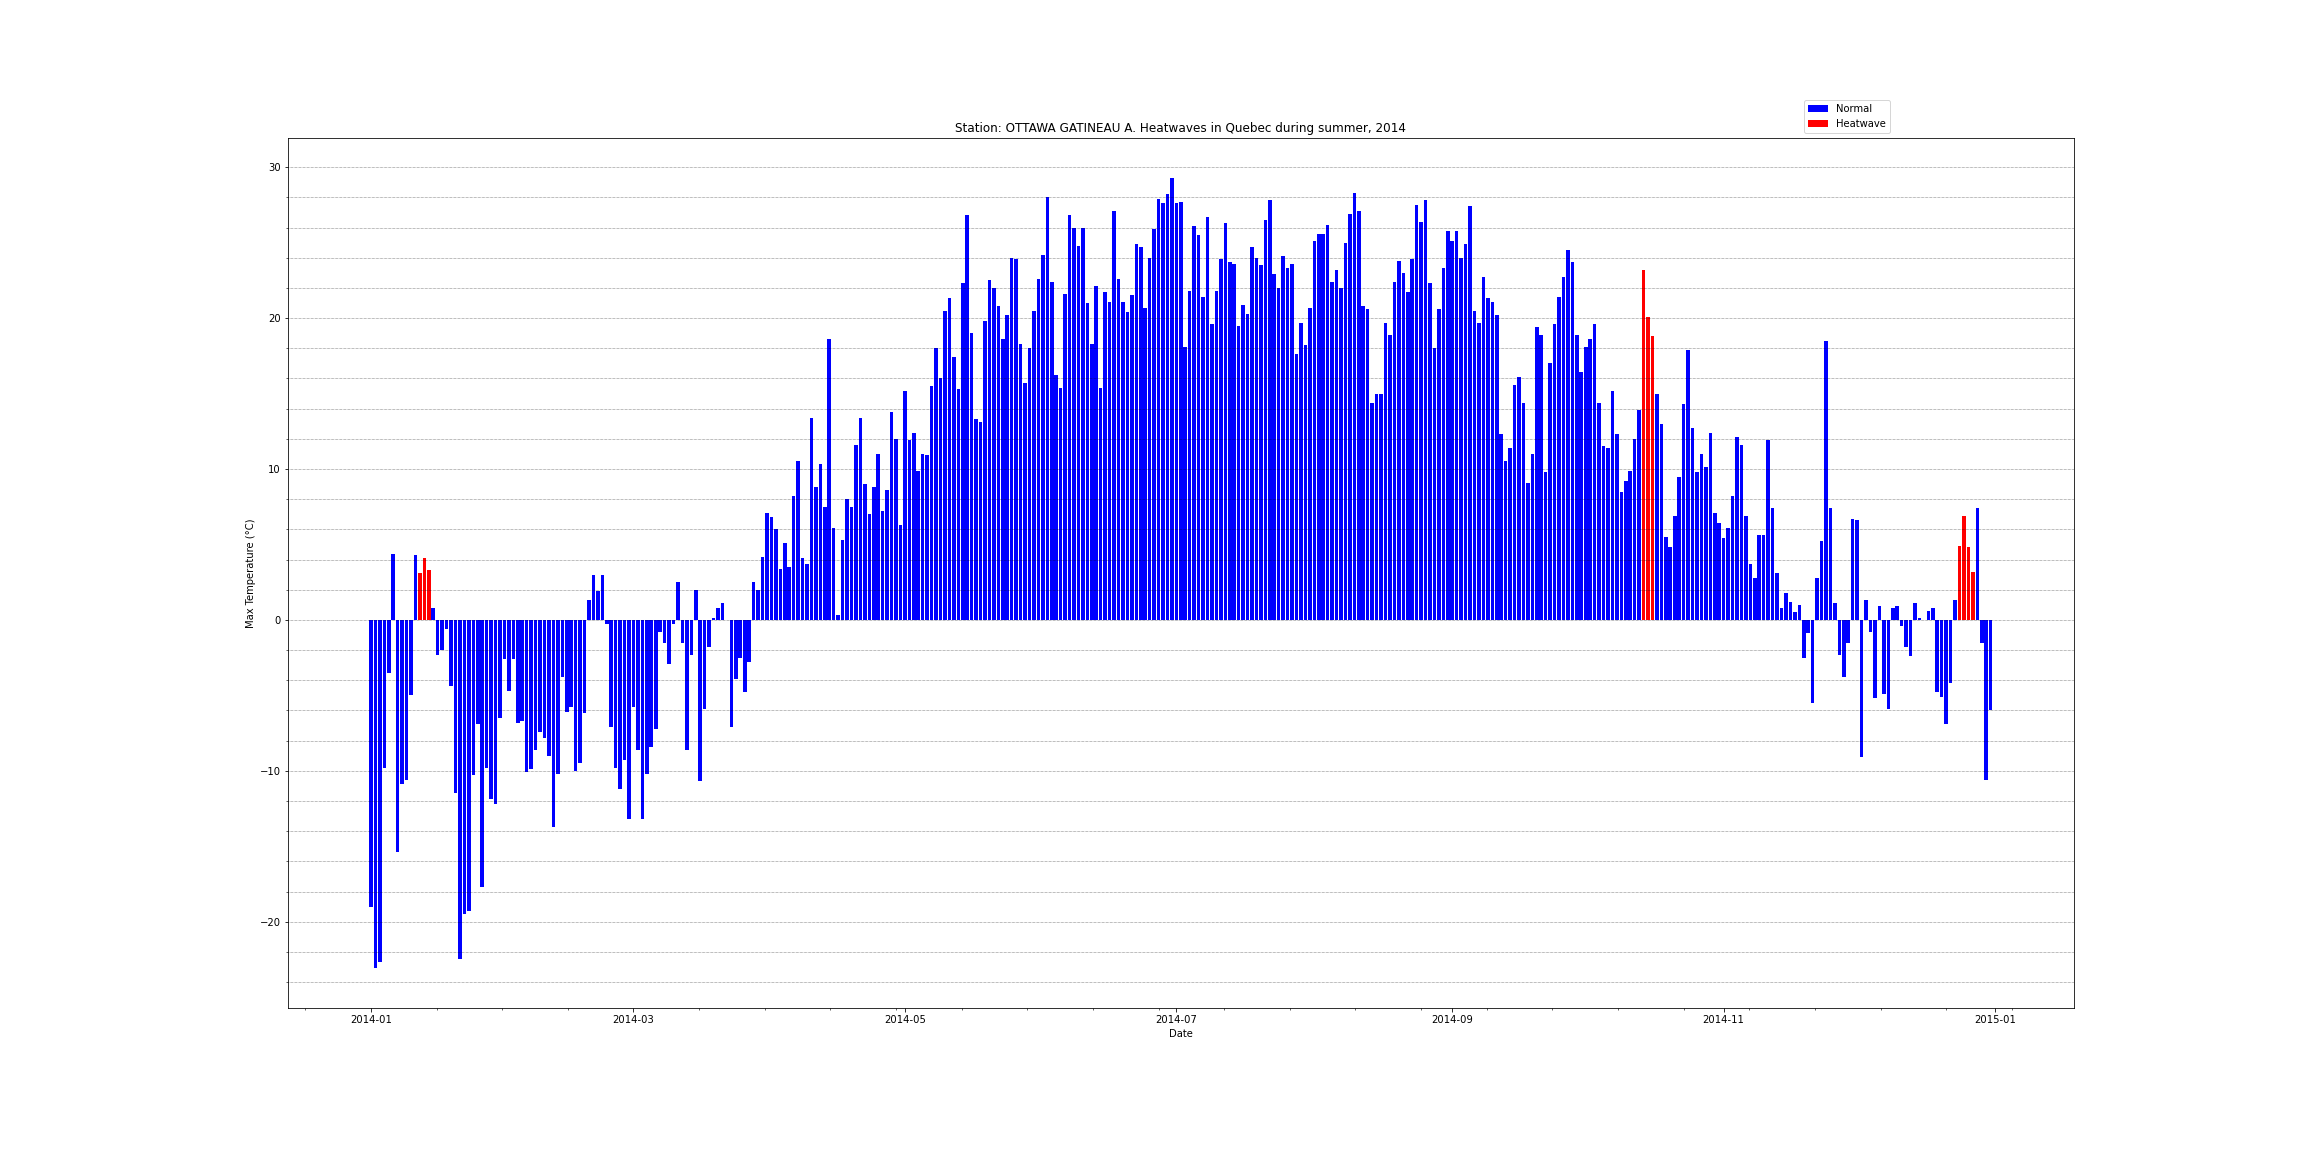 Normal
Heatwave
Station: OTTAWA GATINEAU A. Heatwaves in Quebec during summer, 2014
30
20
10
0
−10
−20
Max Temperature (°C)
2014-01 2014-03 2014-05 2014-07 2014-09 2014-11 2015-01
Date